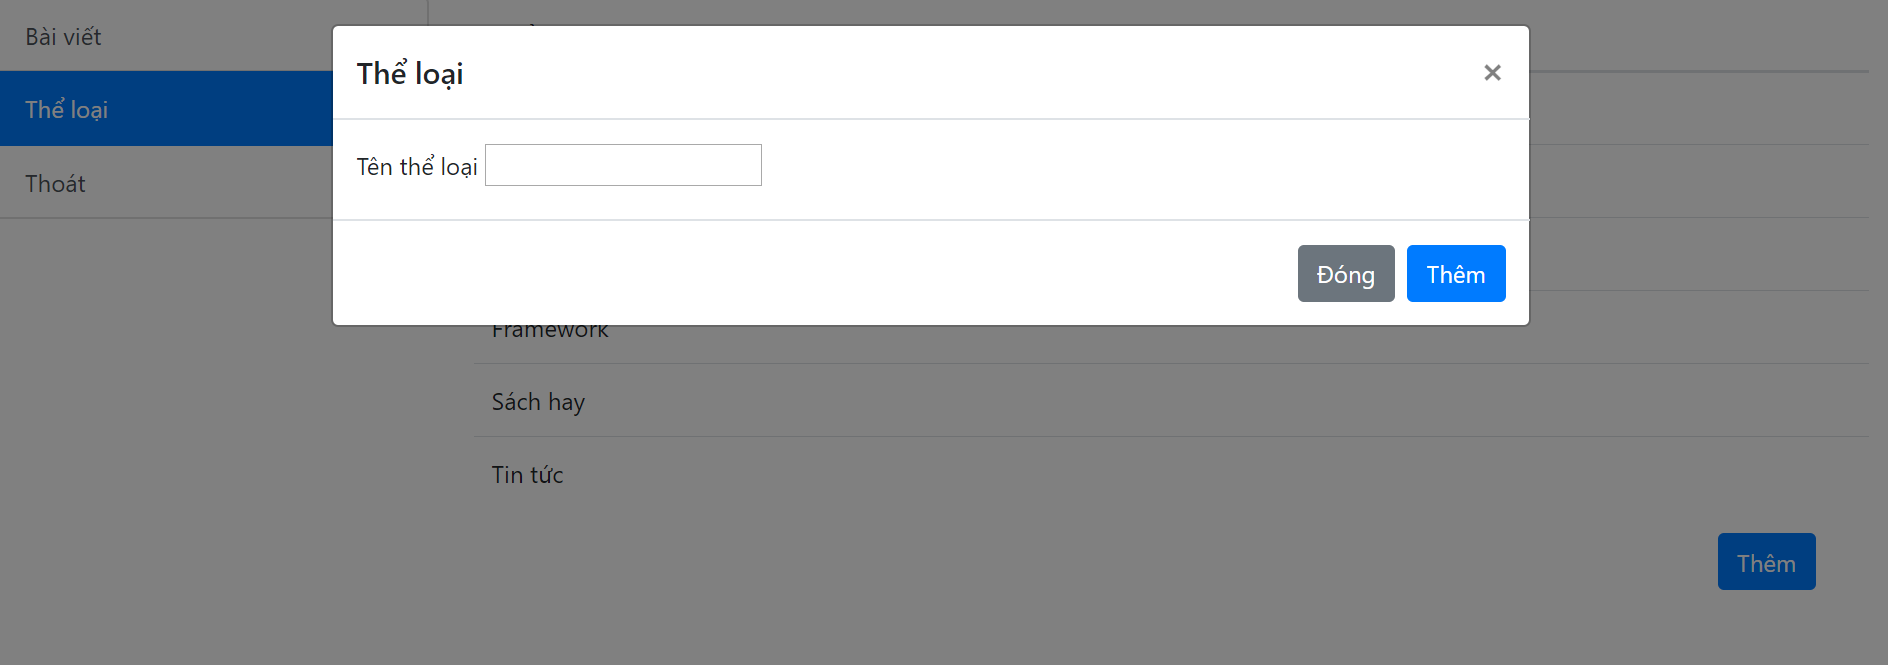 Bài viết
Thể loại
Thoát
Thể loại
×
Tên thể loại
Đóng Thêm
Framework
Sách hay
Tin tức
Thêm